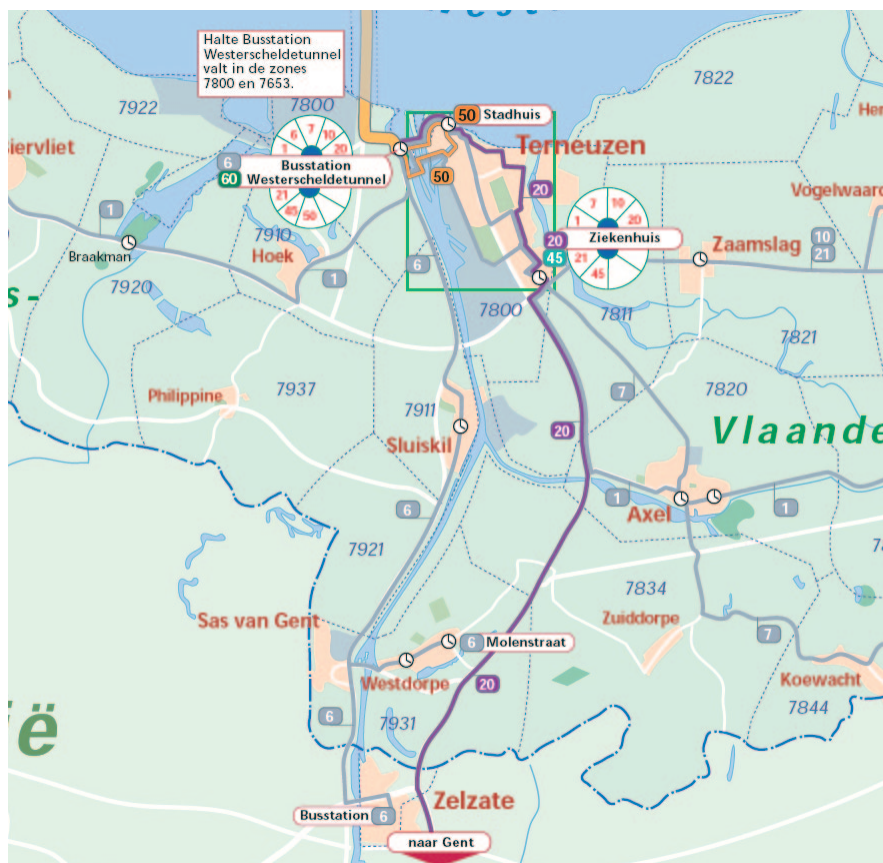 Halte Busstation
Westerscheldetunnel
valt in de zones
7800 en 7653.
7822
7922
7800
50 Stadhuis
6 7 10
1 20
Terneuzen
6
60
Busstation
Westerscheldetunnel
50
20
21
45 50
7 10
1 20
20
45
Ziekenhuis
21
45
Vogelwaard
Zaamslag
10
21
1
7910
Hoek
Braakman
1
6
7920
7800
7811
7821
s-
Philippine
7937
7
7820
7911
Sluiskil
20
Vlaande
6
1
Axel
1
7921
7834
Sas van Gent
Zuiddorpe
6 Molenstraat
7
Westdorpe
20
Koewacht
6
7931
7844
ië
Zelzate
Busstation 6
naar Gent